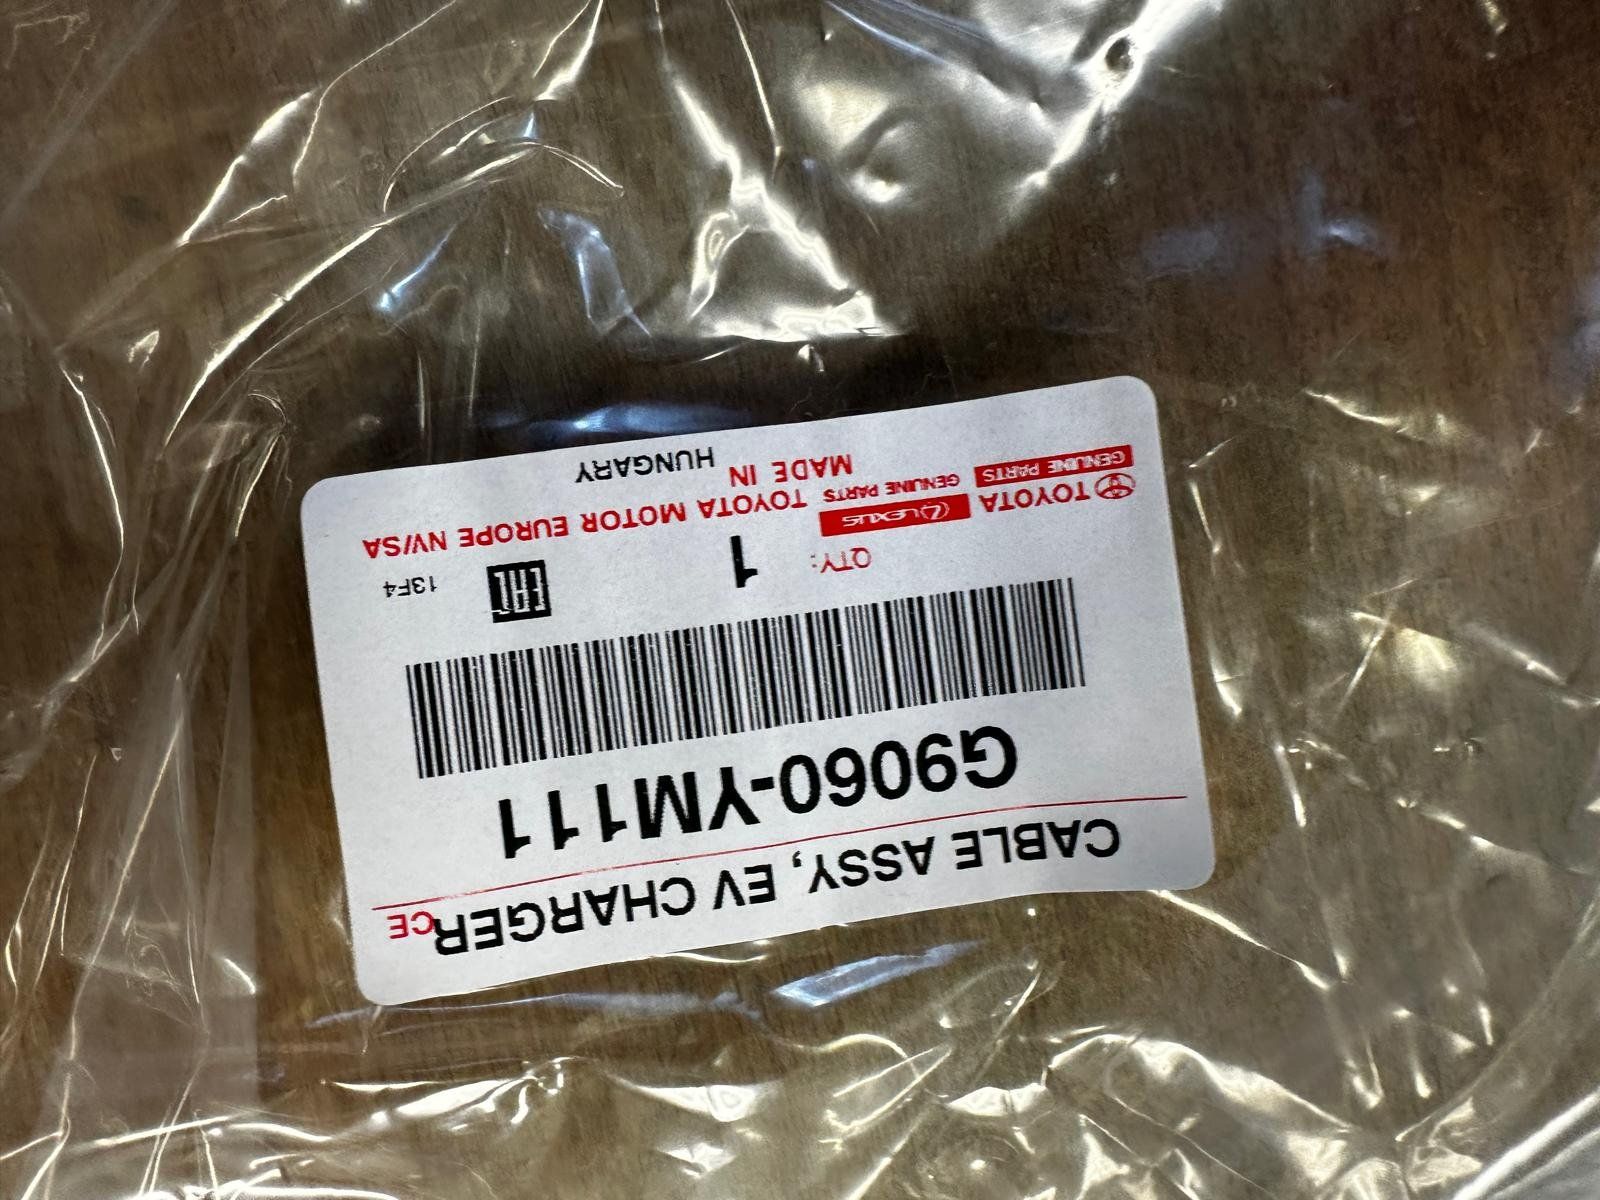 CABLE ASSY, EV CHARGER CE
G9060-YM111
QTY: 1 EAC 13F4
TOYOTA LEXUS TOYOTA MOTOR EUROPE NV/SA
GENUINE PARTS GENUINE PARTS MADE IN HUNGARY